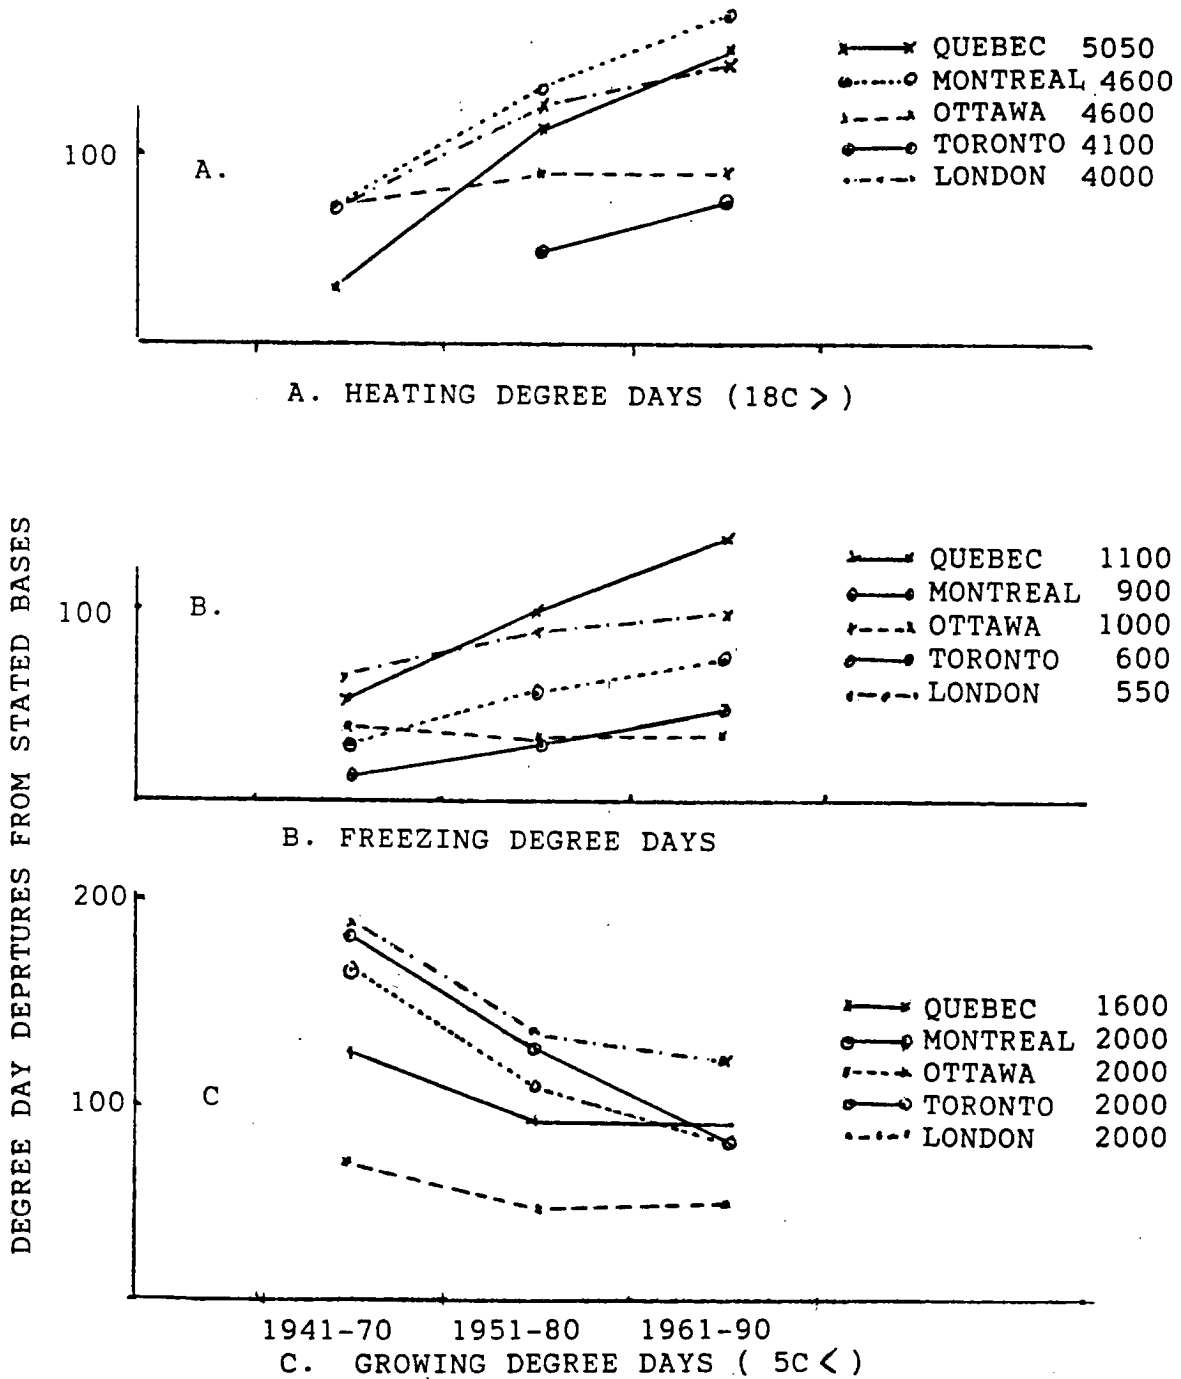 QUEBEC 5050
MONTREAL 4600
OTTAWA 4600
TORONTO 4100
LONDON 4000
100
A.
A. HEATING DEGREE DAYS (18C > )
DEGREE DAY DEPRTURES FROM STATED BASES
QUEBEC 1100
MONTREAL 900
OTTAWA 1000
TORONTO 600
LONDON 550
100
B.
B. FREEZING DEGREE DAYS
200
QUEBEC 1600
MONTREAL 2000
OTTAWA 2000
TORONTO 2000
LONDON 2000
100
C
1941-70 1951-80 1961-90
C. GROWING DEGREE DAYS ( 5C < )